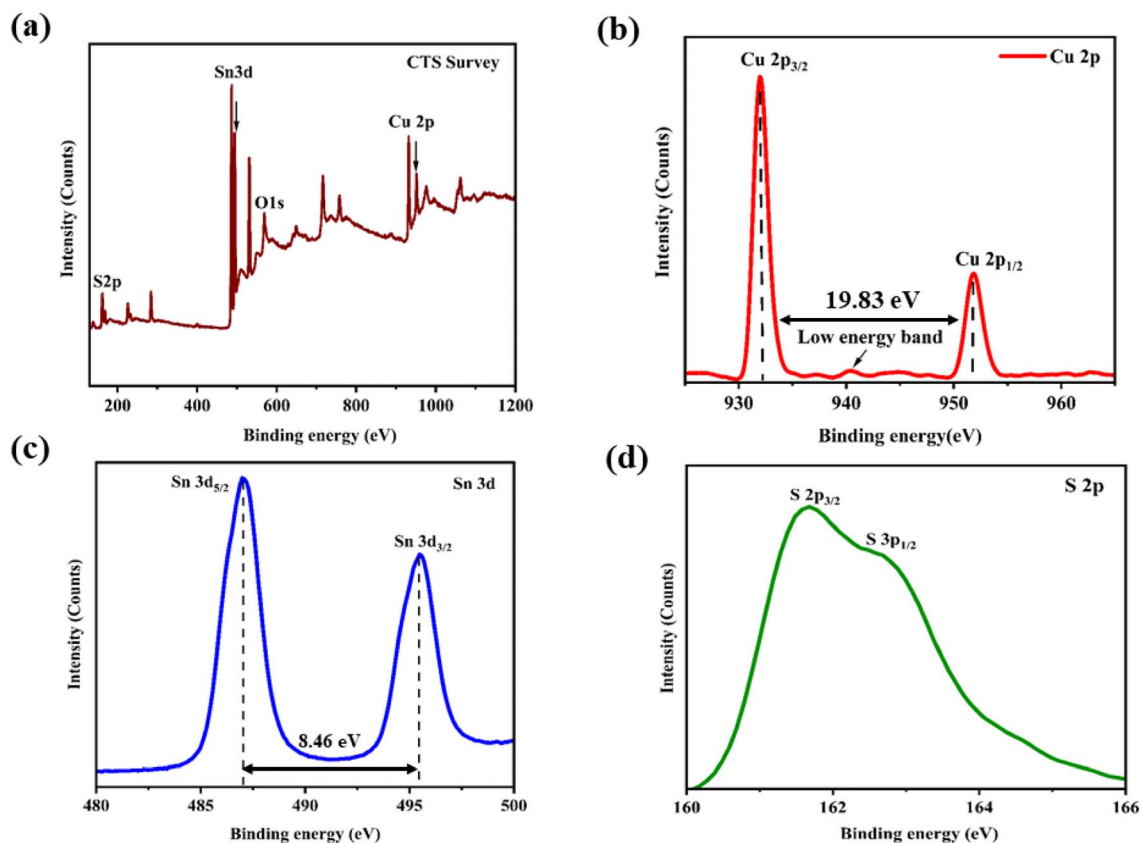 (a)
CTS Survey
Sn3d
Cu 2p
O1s
S2p
Intensity (Counts)
200 400 600 800 1000 1200
Binding energy (eV)
(b)
Cu 2p
Cu 2p3/2
Cu 2p1/2
19.83 eV
Low energy band
Intensity (Counts)
930 940 950 960
Binding energy(eV)
(c)
Sn 3d
Sn 3d5/2
Sn 3d3/2
8.46 eV
Intensity (Counts)
480 485 490 495 500
Binding energy (eV)
(d)
S 2p
S 2p3/2
S 3p1/2
Intensity (Counts)
160 162 164 166
Binding energy (eV)